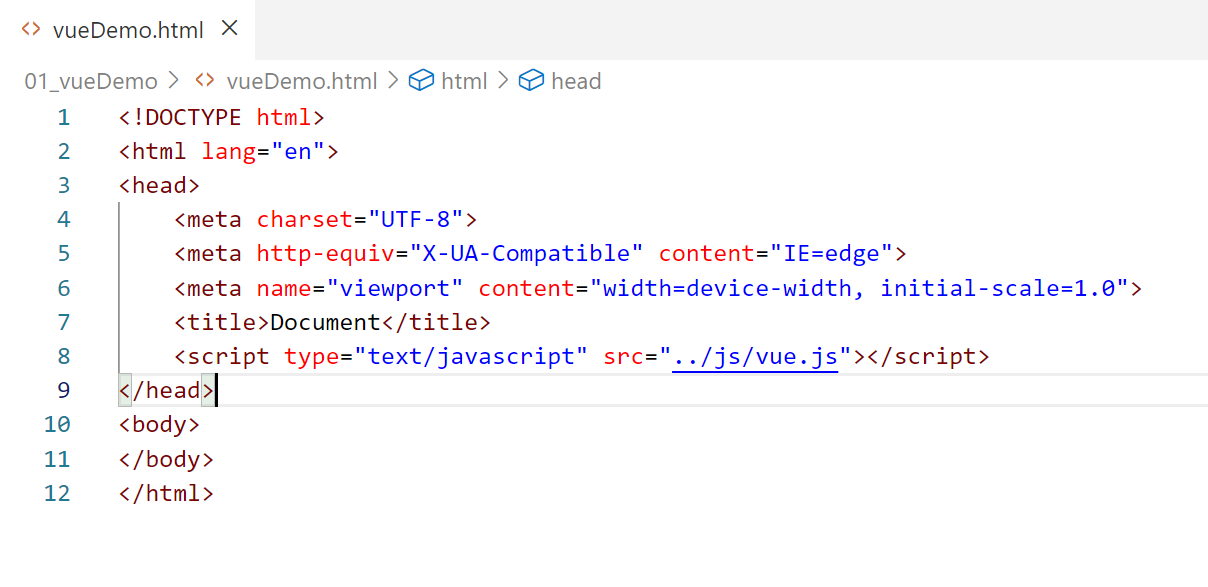 vueDemo.html
01_vueDemo > vueDemo.html > html > head
1 <!DOCTYPE html>
2 <html lang="en">
3 <head>
4     <meta charset="UTF-8">
5     <meta http-equiv="X-UA-Compatible" content="IE=edge">
6     <meta name="viewport" content="width=device-width, initial-scale=1.0">
7     <title>Document</title>
8     <script type="text/javascript" src="../js/vue.js"></script>
9 </head>
10 <body>
11 </body>
12 </html>